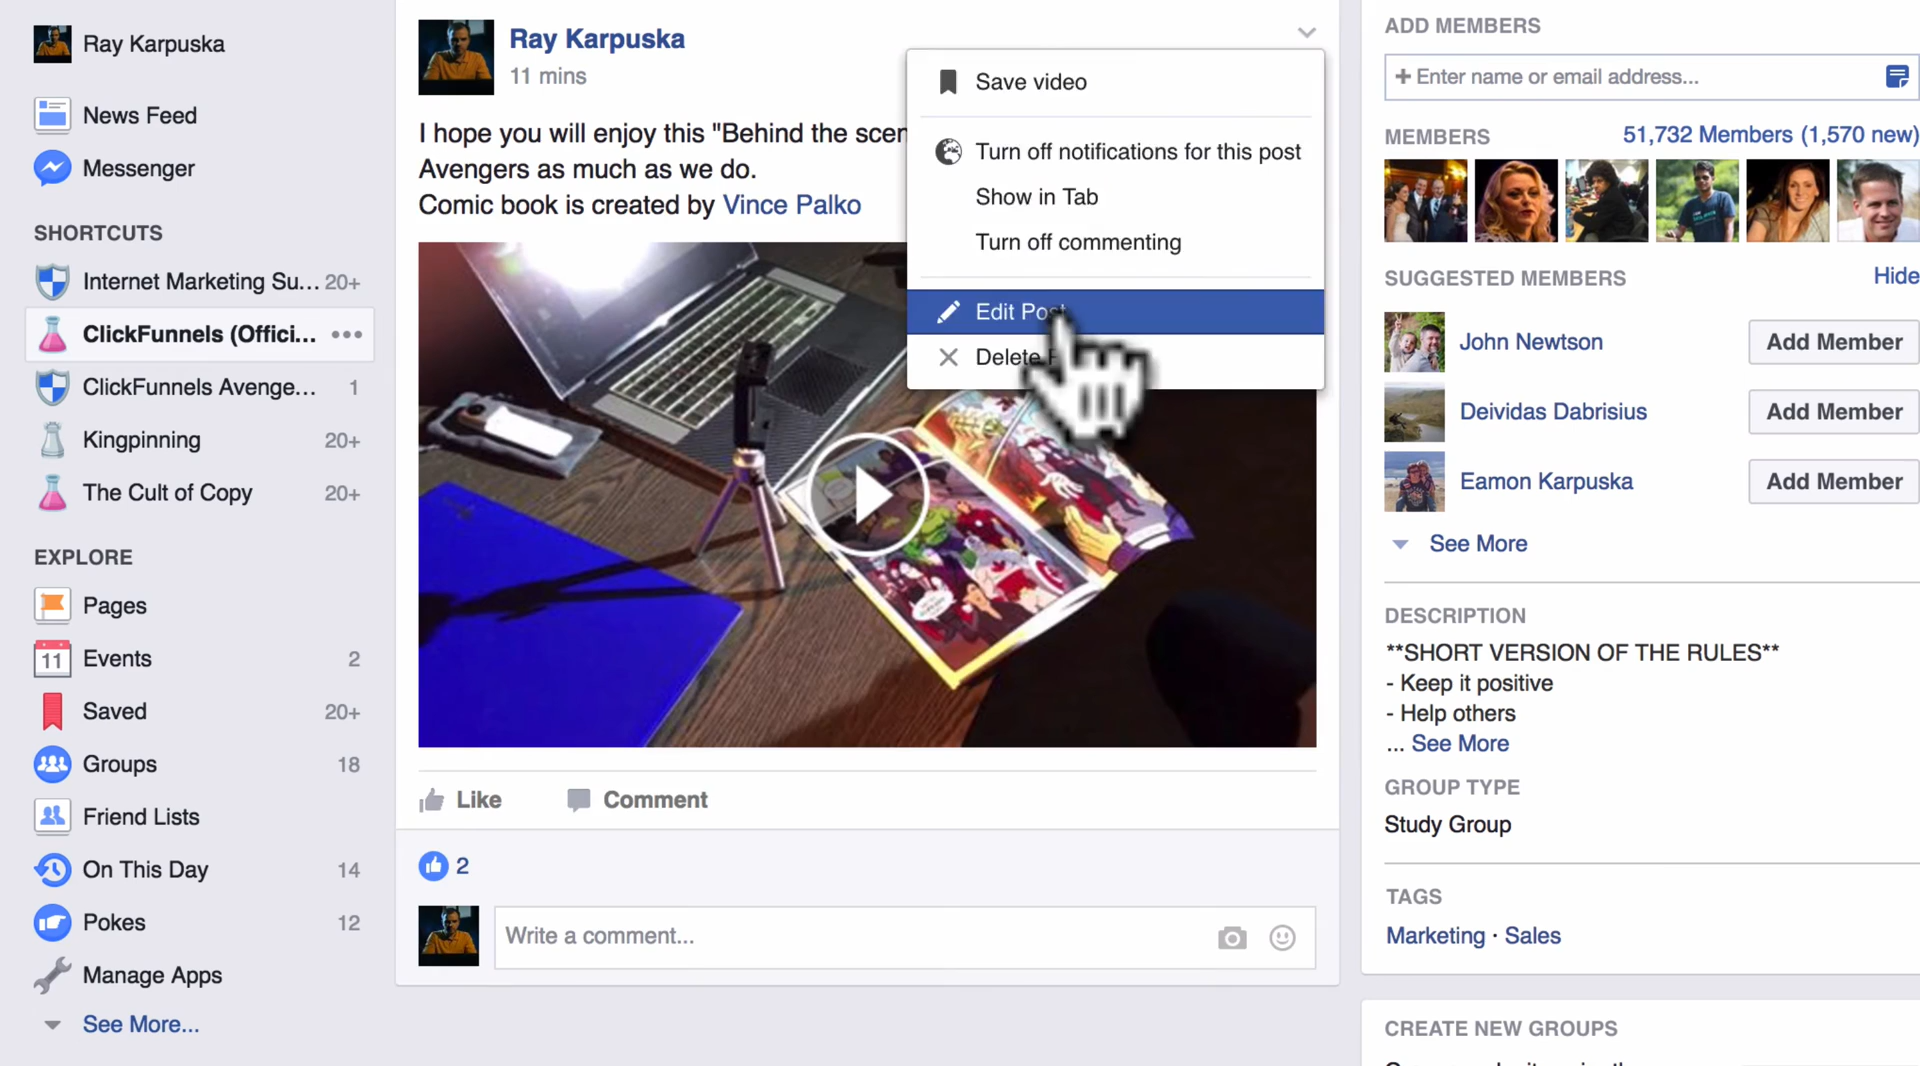 Ray Karpuska
News Feed
Messenger
SHORTCUTS
Internet Marketing Su... 20+
ClickFunnels (Offici...
ClickFunnels Avenge... 1
Kingpinning 20+
The Cult of Copy 20+
EXPLORE
Pages
11 Events 2
Saved 20+
Groups 18
Friend Lists
On This Day 14
Pokes 12
Manage Apps
See More...
Ray Karpuska
11 mins
I hope you will enjoy this "Behind the
Avengers as much as we do.
Comic book is created by Vince Palko
Save video
Turn off notifications for this post
Show in Tab
Turn off commenting
Edit Post
Delete
Like Comment
2
Write a comment...
ADD MEMBERS
+ Enter name or email address...
MEMBERS 51,732 Members (1,570 new)
SUGGESTED MEMBERS Hide
John Newtson Add Member
Deividas Dabrisius Add Member
Eamon Karpuska Add Member
See More
DESCRIPTION
**SHORT VERSION OF THE RULES**
- Keep it positive
- Help others
... See More
GROUP TYPE
Study Group
TAGS
Marketing · Sales
CREATE NEW GROUPS